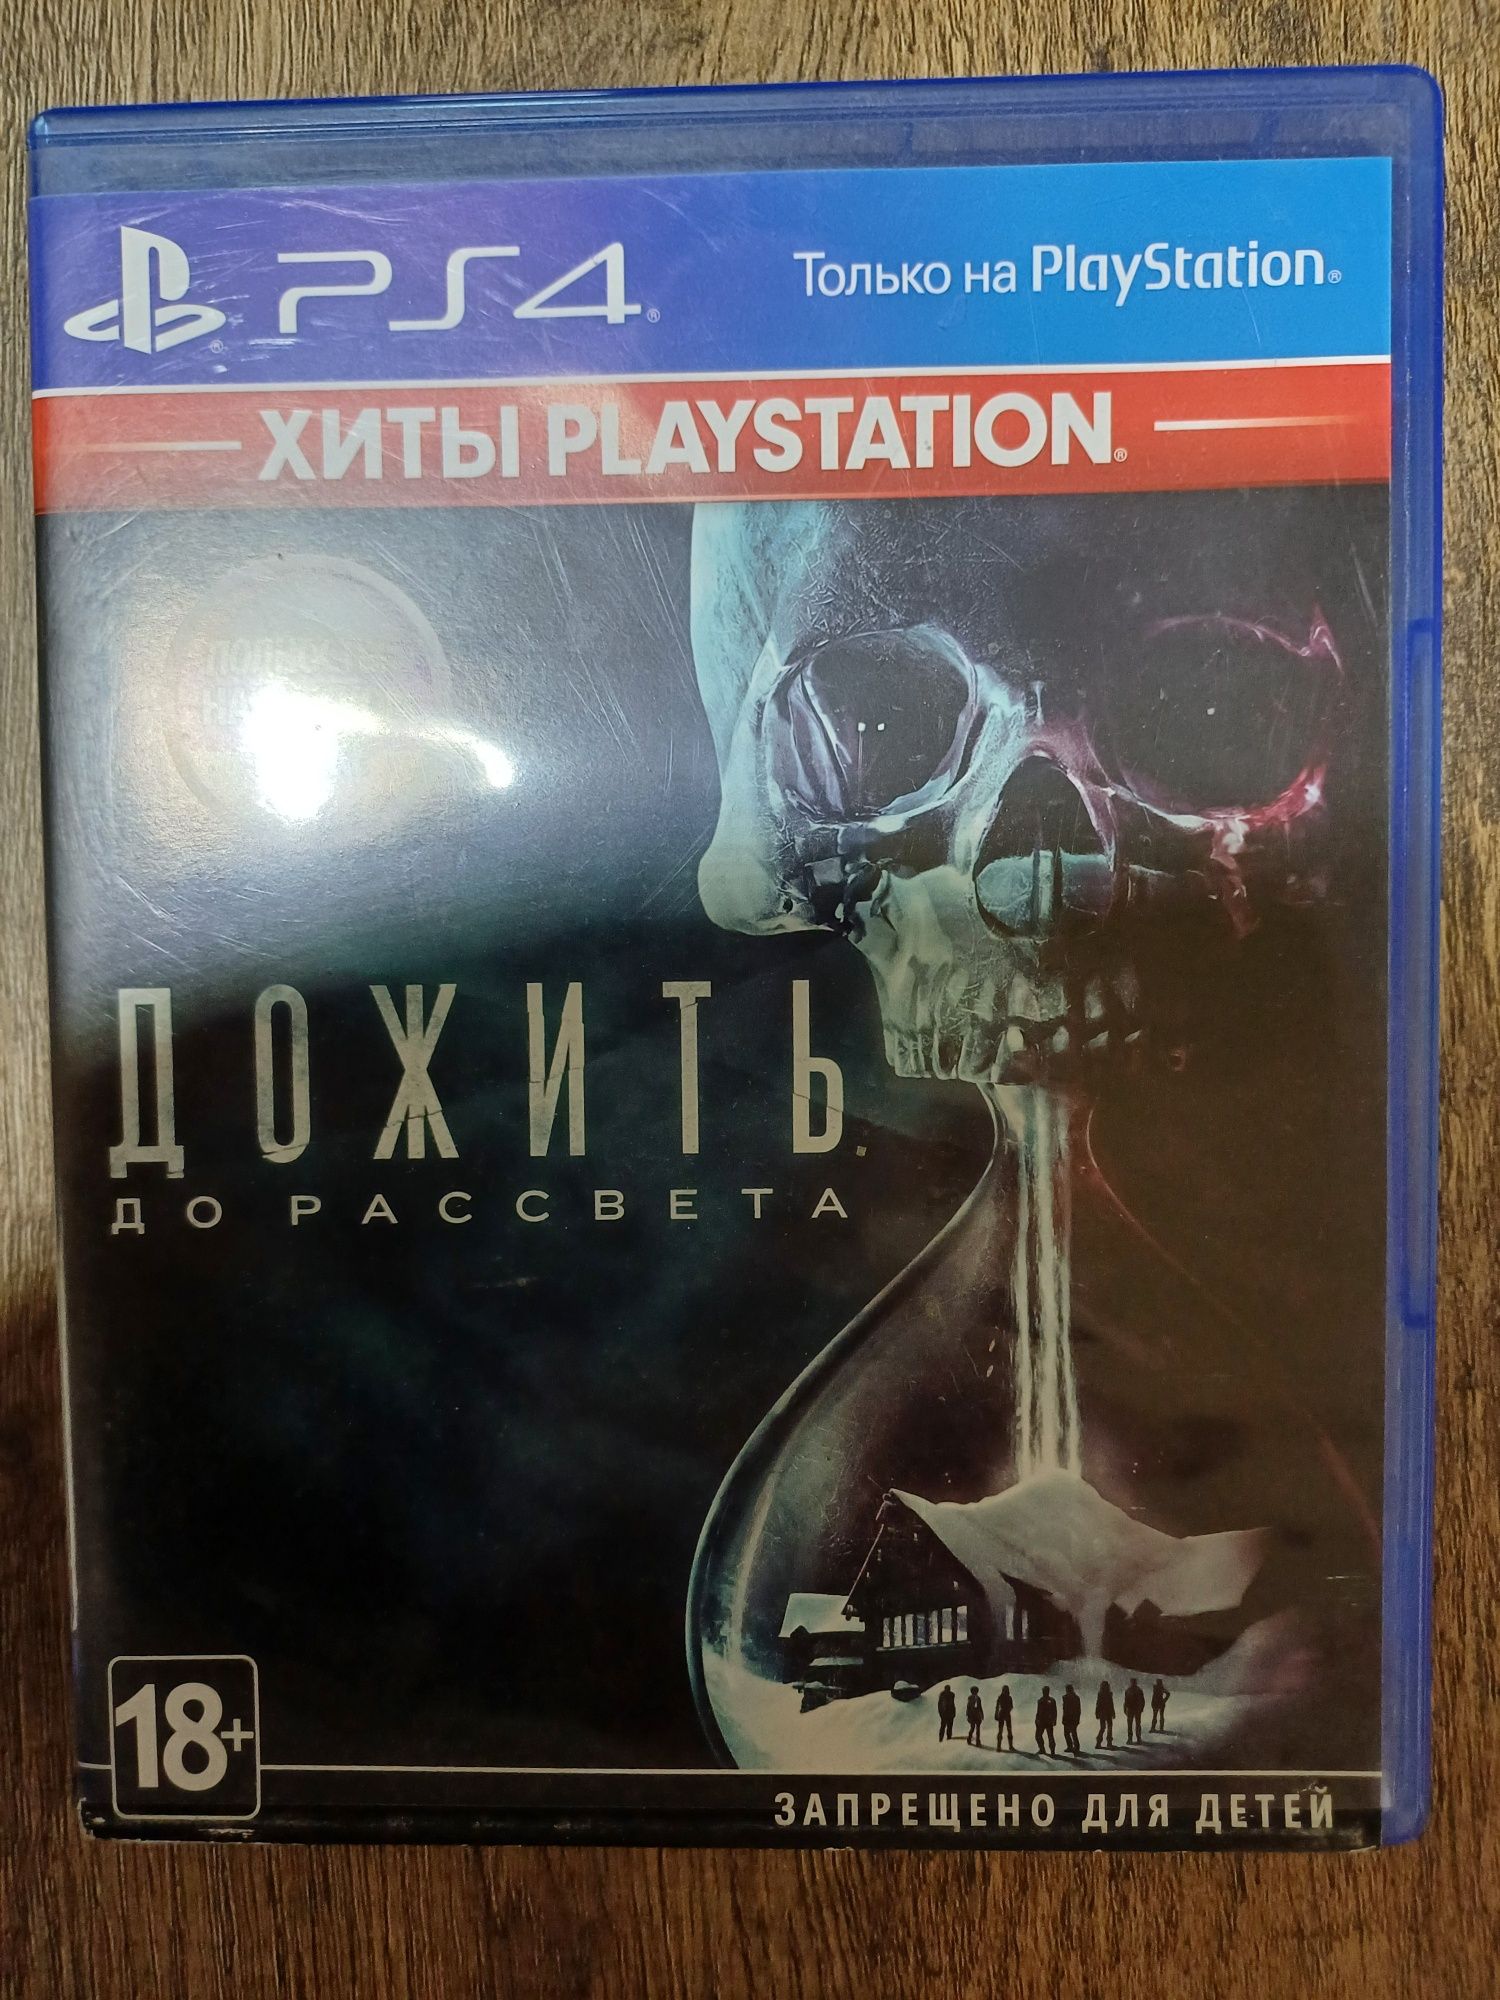 PS4®
Только на PlayStation®
ХИТЫ PLAYSTATION®
ДОЖИТЬ
ДО РАССВЕТА
18+
ЗАПРЕЩЕНО ДЛЯ ДЕТЕЙ